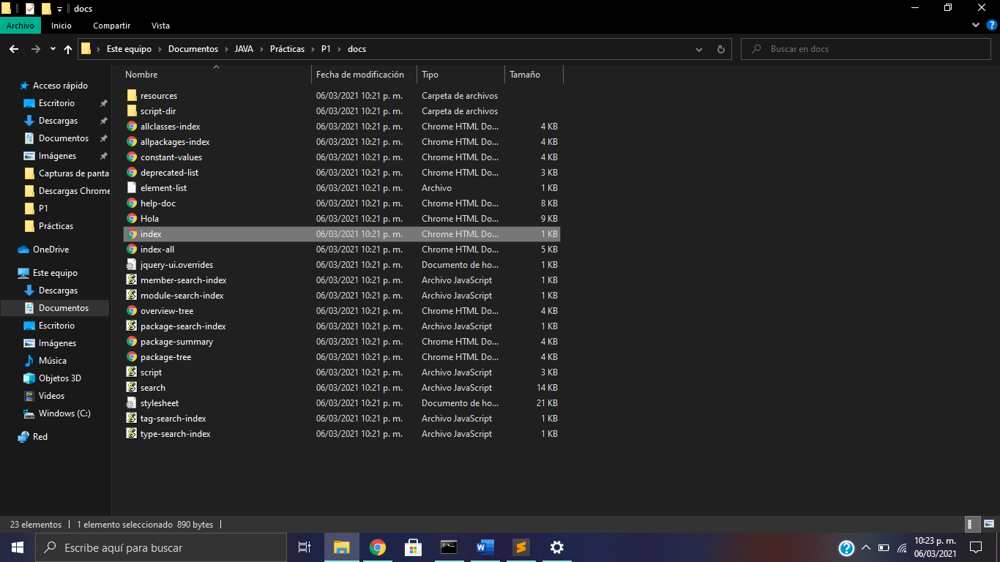 docs
Archivo Inicio Compartir Vista
Este equipo Documentos JAVA Prácticas P1 docs
Buscar en docs
Acceso rápido
Escritorio
Descargas
Documentos
Imágenes
Capturas de panta
Descargas Chrome
P1
Prácticas
OneDrive
Este equipo
Descargas
Documentos
Escritorio
Imágenes
Música
Objetos 3D
Videos
Windows (C:)
Red
Nombre Fecha de modificación Tipo Tamaño
resources 06/03/2021 10:21 p. m. Carpeta de archivos
script-dir 06/03/2021 10:21 p. m. Carpeta de archivos
allclasses-index 06/03/2021 10:21 p. m. Chrome HTML Do... 4 KB
allpackages-index 06/03/2021 10:21 p. m. Chrome HTML Do... 4 KB
constant-values 06/03/2021 10:21 p. m. Chrome HTML Do... 4 KB
deprecated-list 06/03/2021 10:21 p. m. Chrome HTML Do... 3 KB
element-list 06/03/2021 10:21 p. m. Archivo 1 KB
help-doc 06/03/2021 10:21 p. m. Chrome HTML Do... 8 KB
Hola 06/03/2021 10:21 p. m. Chrome HTML Do... 9 KB
index 06/03/2021 10:21 p. m. Chrome HTML Do... 1 KB
index-all 06/03/2021 10:21 p. m. Chrome HTML Do... 5 KB
jquery-ui.overrides 06/03/2021 10:21 p. m. Documento de ho... 1 KB
member-search-index 06/03/2021 10:21 p. m. Archivo JavaScript 1 KB
module-search-index 06/03/2021 10:21 p. m. Archivo JavaScript 1 KB
overview-tree 06/03/2021 10:21 p. m. Chrome HTML Do... 4 KB
package-search-index 06/03/2021 10:21 p. m. Archivo JavaScript 1 KB
package-summary 06/03/2021 10:21 p. m. Chrome HTML Do... 4 KB
package-tree 06/03/2021 10:21 p. m. Chrome HTML Do... 4 KB
script 06/03/2021 10:21 p. m. Archivo JavaScript 3 KB
search 06/03/2021 10:21 p. m. Archivo JavaScript 14 KB
stylesheet 06/03/2021 10:21 p. m. Documento de ho... 21 KB
tag-search-index 06/03/2021 10:21 p. m. Archivo JavaScript 1 KB
type-search-index 06/03/2021 10:21 p. m. Archivo JavaScript 1 KB
23 elementos 1 elemento seleccionado 890 bytes
Escribe aquí para buscar
10:23 p. m.
06/03/2021